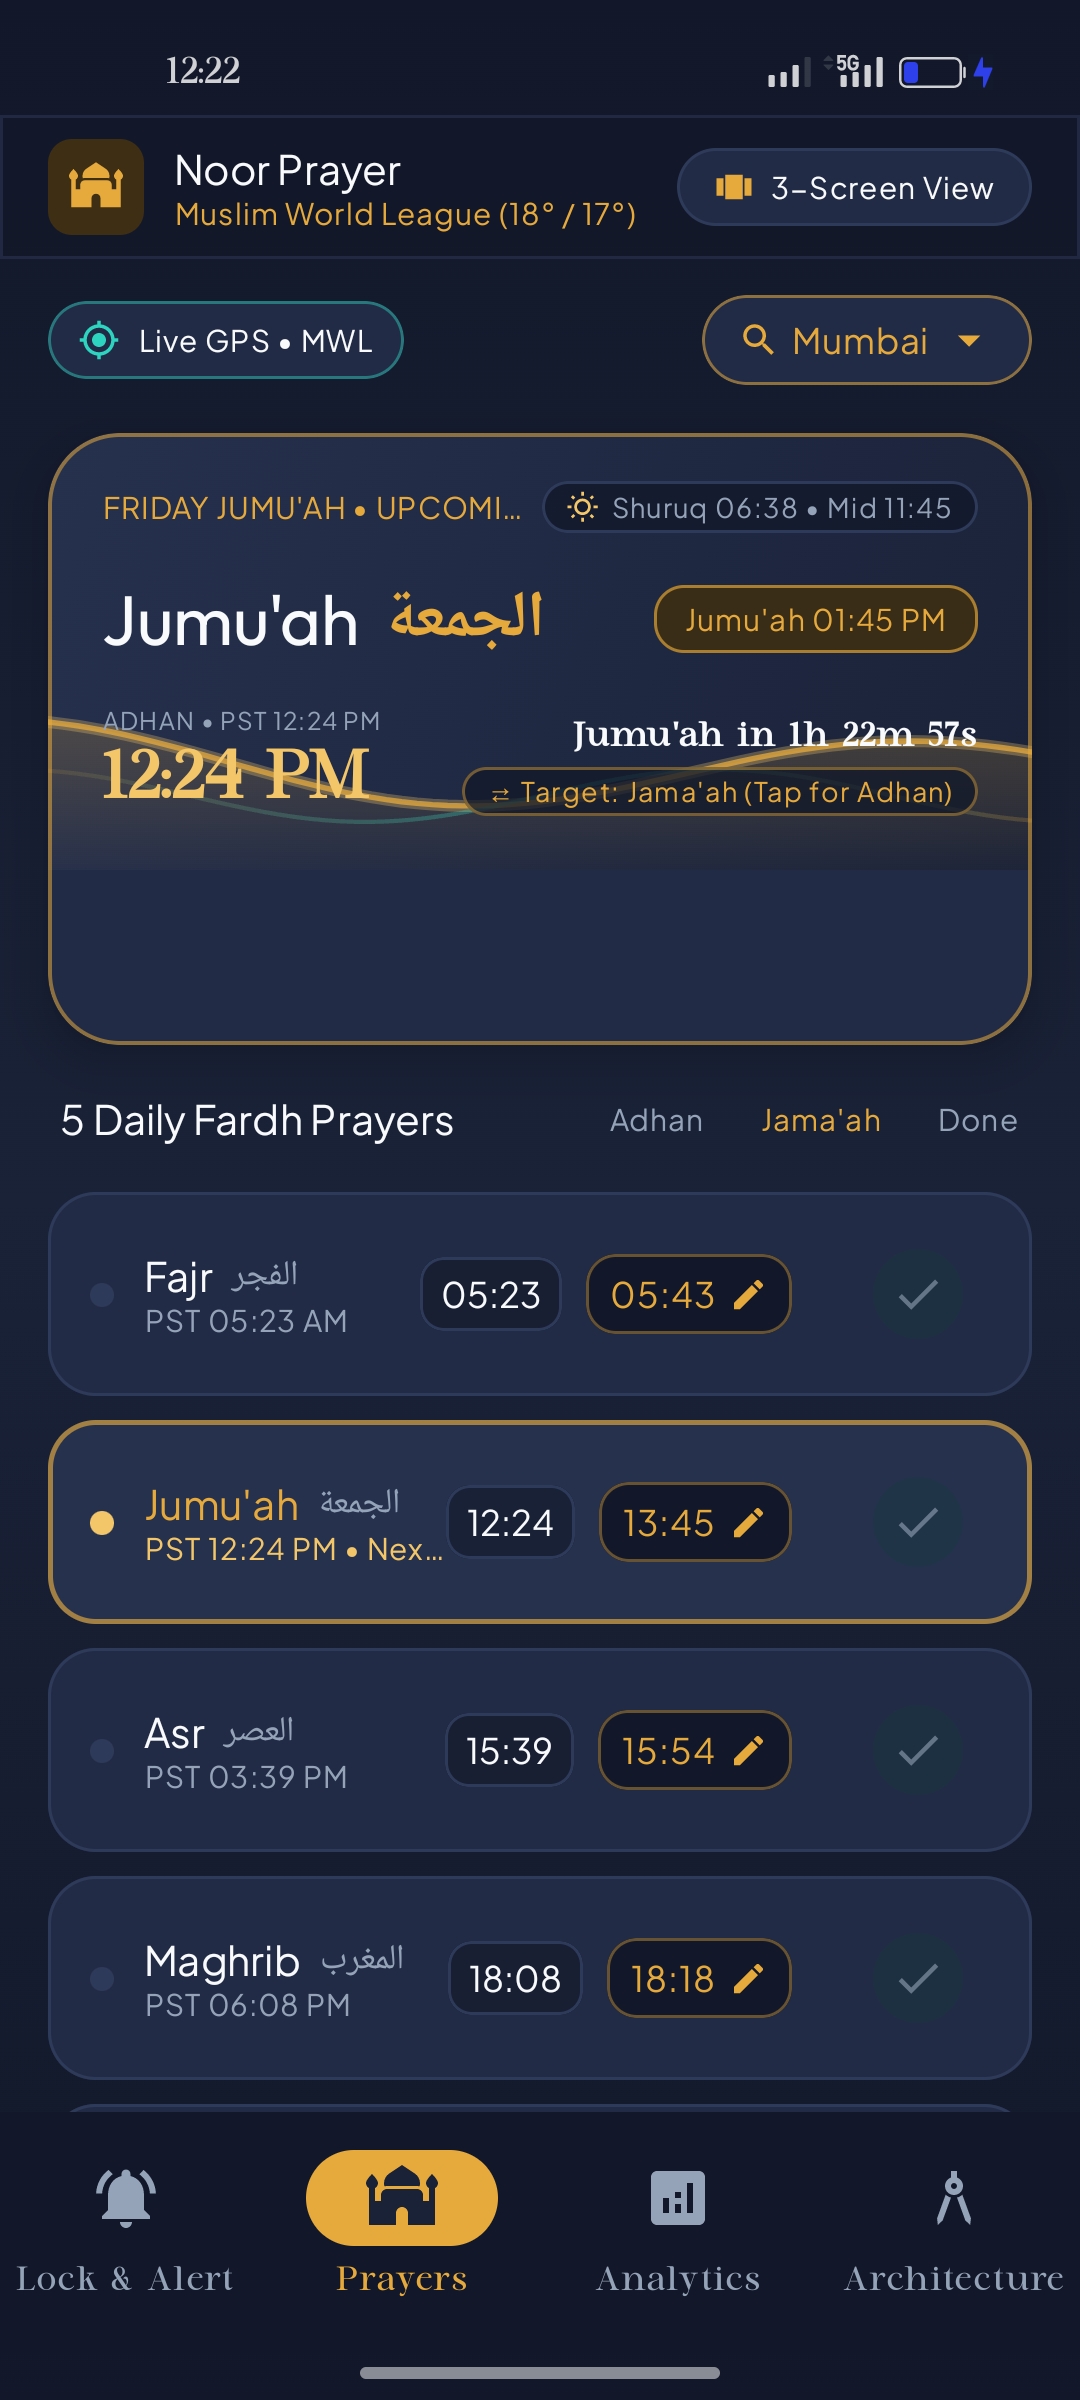 12:22
5G
Noor Prayer
Muslim World League (18° / 17°)
3-Screen View
Live GPS • MWL
Mumbai
FRIDAY JUMU'AH • UPCOMI...
Shuruq 06:38 • Mid 11:45
Jumu'ah الجمعة
Jumu'ah 01:45 PM
ADHAN • PST 12:24 PM
12:24 PM
Jumu'ah in 1h 22m 57s
⇄ Target: Jama'ah (Tap for Adhan)
5 Daily Fardh Prayers
Adhan
Jama'ah
Done
Fajr الفجر
PST 05:23 AM
05:23
05:43
Jumu'ah الجمعة
PST 12:24 PM • Nex...
12:24
13:45
Asr العصر
PST 03:39 PM
15:39
15:54
Maghrib المغرب
PST 06:08 PM
18:08
18:18
Lock & Alert
Prayers
Analytics
Architecture